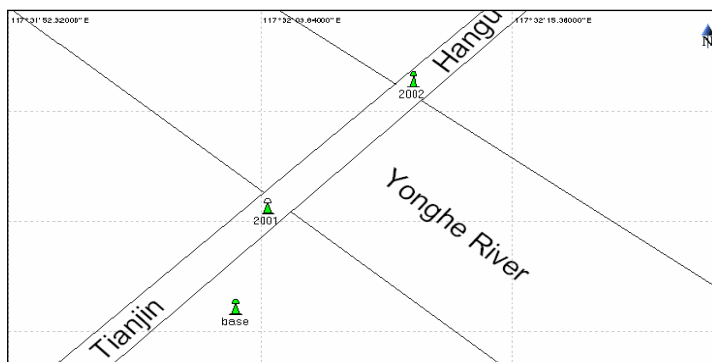 117°31'52.32000" E
117°32'03.84000" E
117°32'15.36000" E
N
Hangu
2002
Yonghe River
2001
base
Tianjin